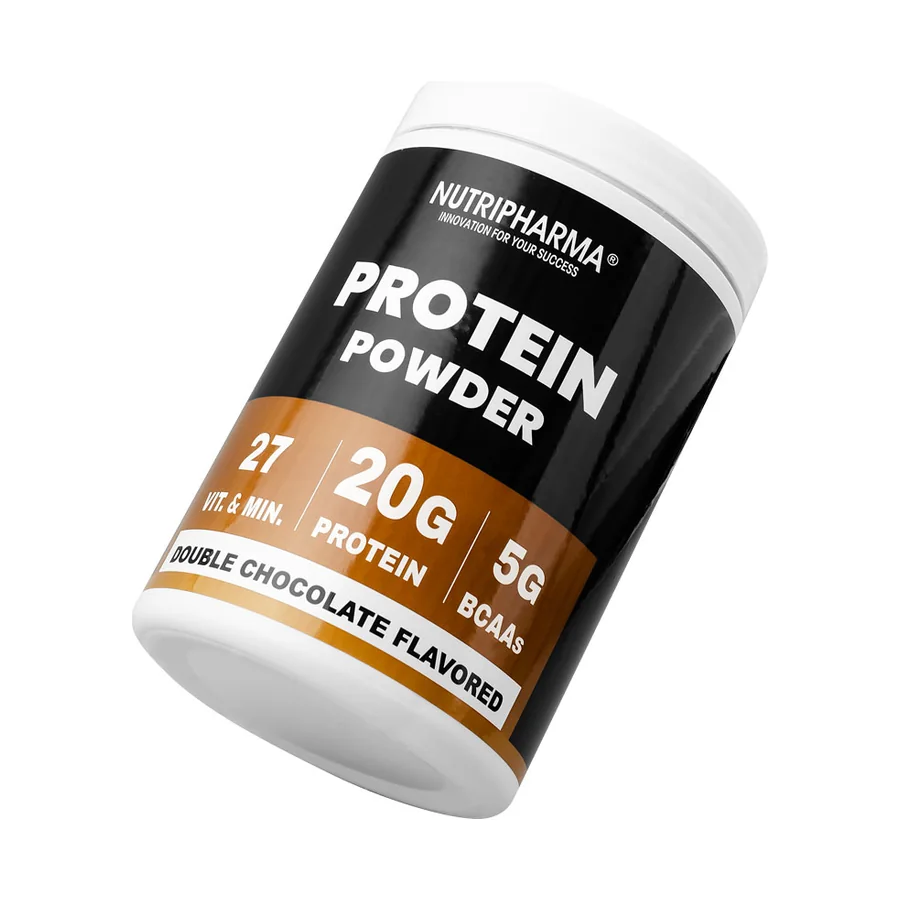 NUTRIPHARMA®
INNOVATION FOR YOUR SUCCESS
PROTEIN
POWDER
27
VIT. & MIN.
20G
PROTEIN
5G
BCAAs
DOUBLE CHOCOLATE FLAVORED